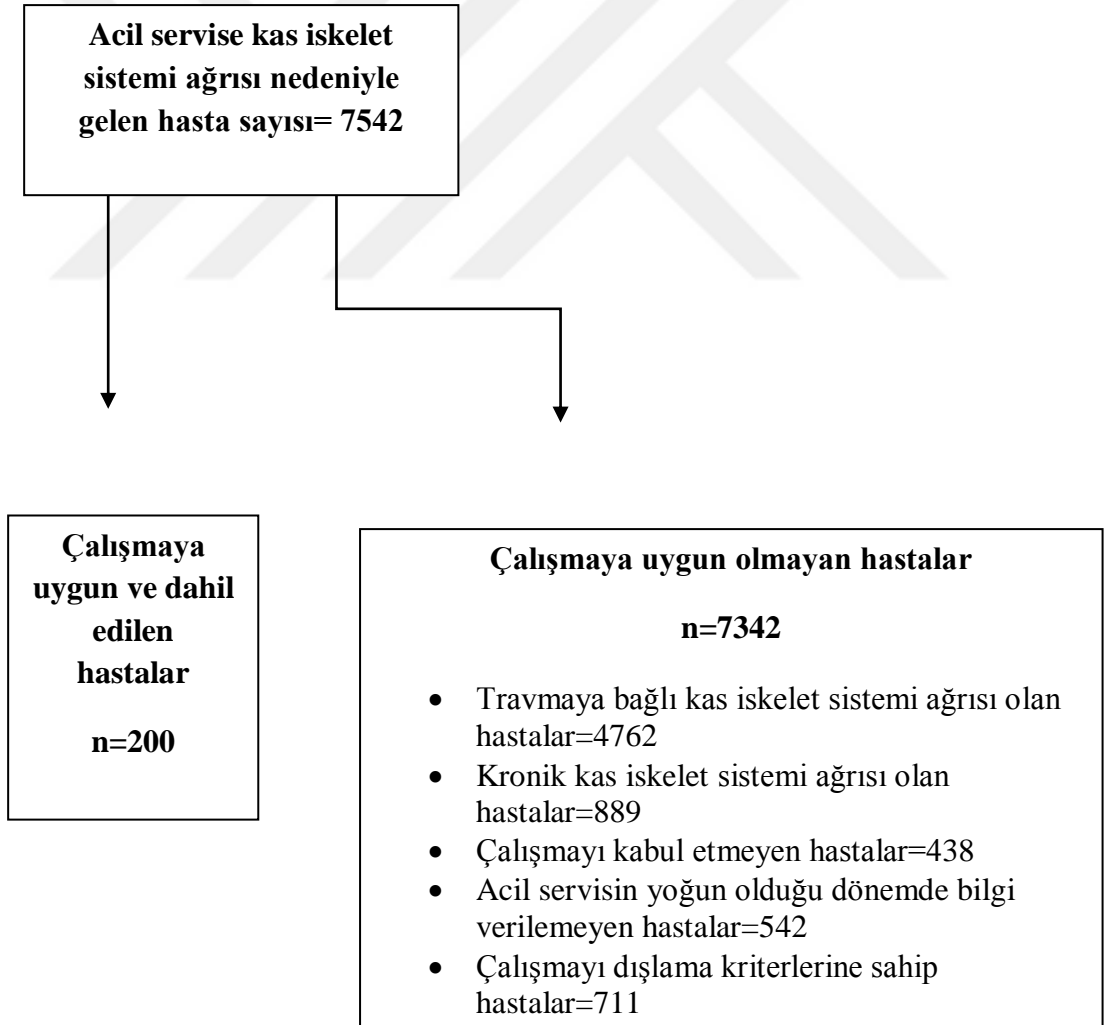 Acil servise kas iskelet
sistemi ağrısı nedeniyle
gelen hasta sayısı= 7542
Çalışmaya
uygun ve dahil
edilen
hastalar
n=200
Çalışmaya uygun olmayan hastalar
n=7342
• Travmaya bağlı kas iskelet sistemi ağrısı olan
hastalar=4762
• Kronik kas iskelet sistemi ağrısı olan
hastalar=889
• Çalışmayı kabul etmeyen hastalar=438
• Acil servisin yoğun olduğu dönemde bilgi
verilemeyen hastalar=542
• Çalışmayı dışlama kriterlerine sahip
hastalar=711